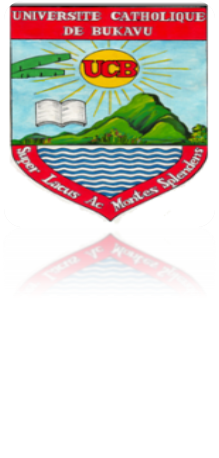 UNIVERSITE CATHOLIQUE
DE BUKAVU
UCB
Super Lacus Ac Montes Splendens